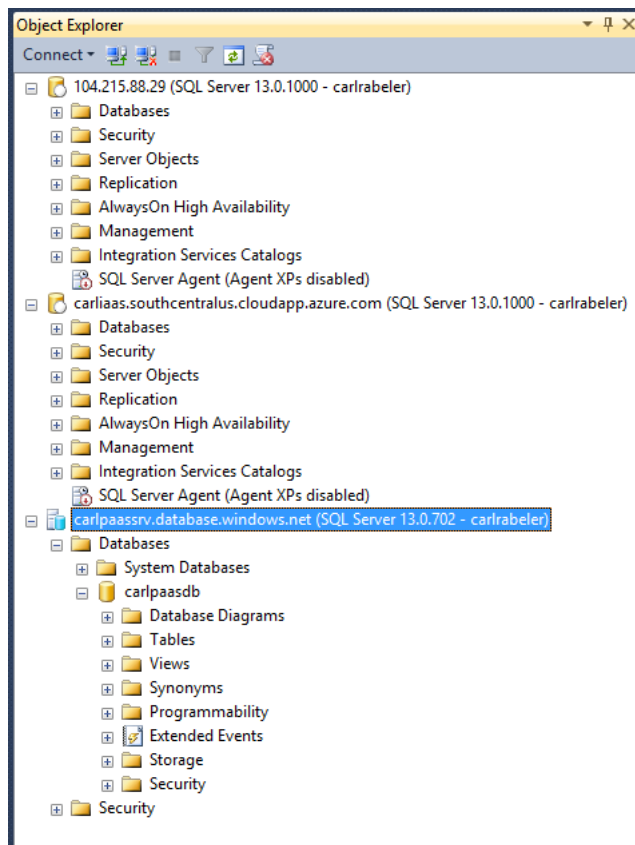 Object Explorer
Connect
104.215.88.29 (SQL Server 13.0.1000 - carlrabeler)
Databases
Security
Server Objects
Replication
AlwaysOn High Availability
Management
Integration Services Catalogs
SQL Server Agent (Agent XPs disabled)
carliaas.southcentralus.cloudapp.azure.com (SQL Server 13.0.1000 - carlrabeler)
Databases
Security
Server Objects
Replication
AlwaysOn High Availability
Management
Integration Services Catalogs
SQL Server Agent (Agent XPs disabled)
carlpaassrv.database.windows.net (SQL Server 13.0.702 - carlrabeler)
Databases
System Databases
carlpaasdb
Database Diagrams
Tables
Views
Synonyms
Programmability
Extended Events
Storage
Security
Security